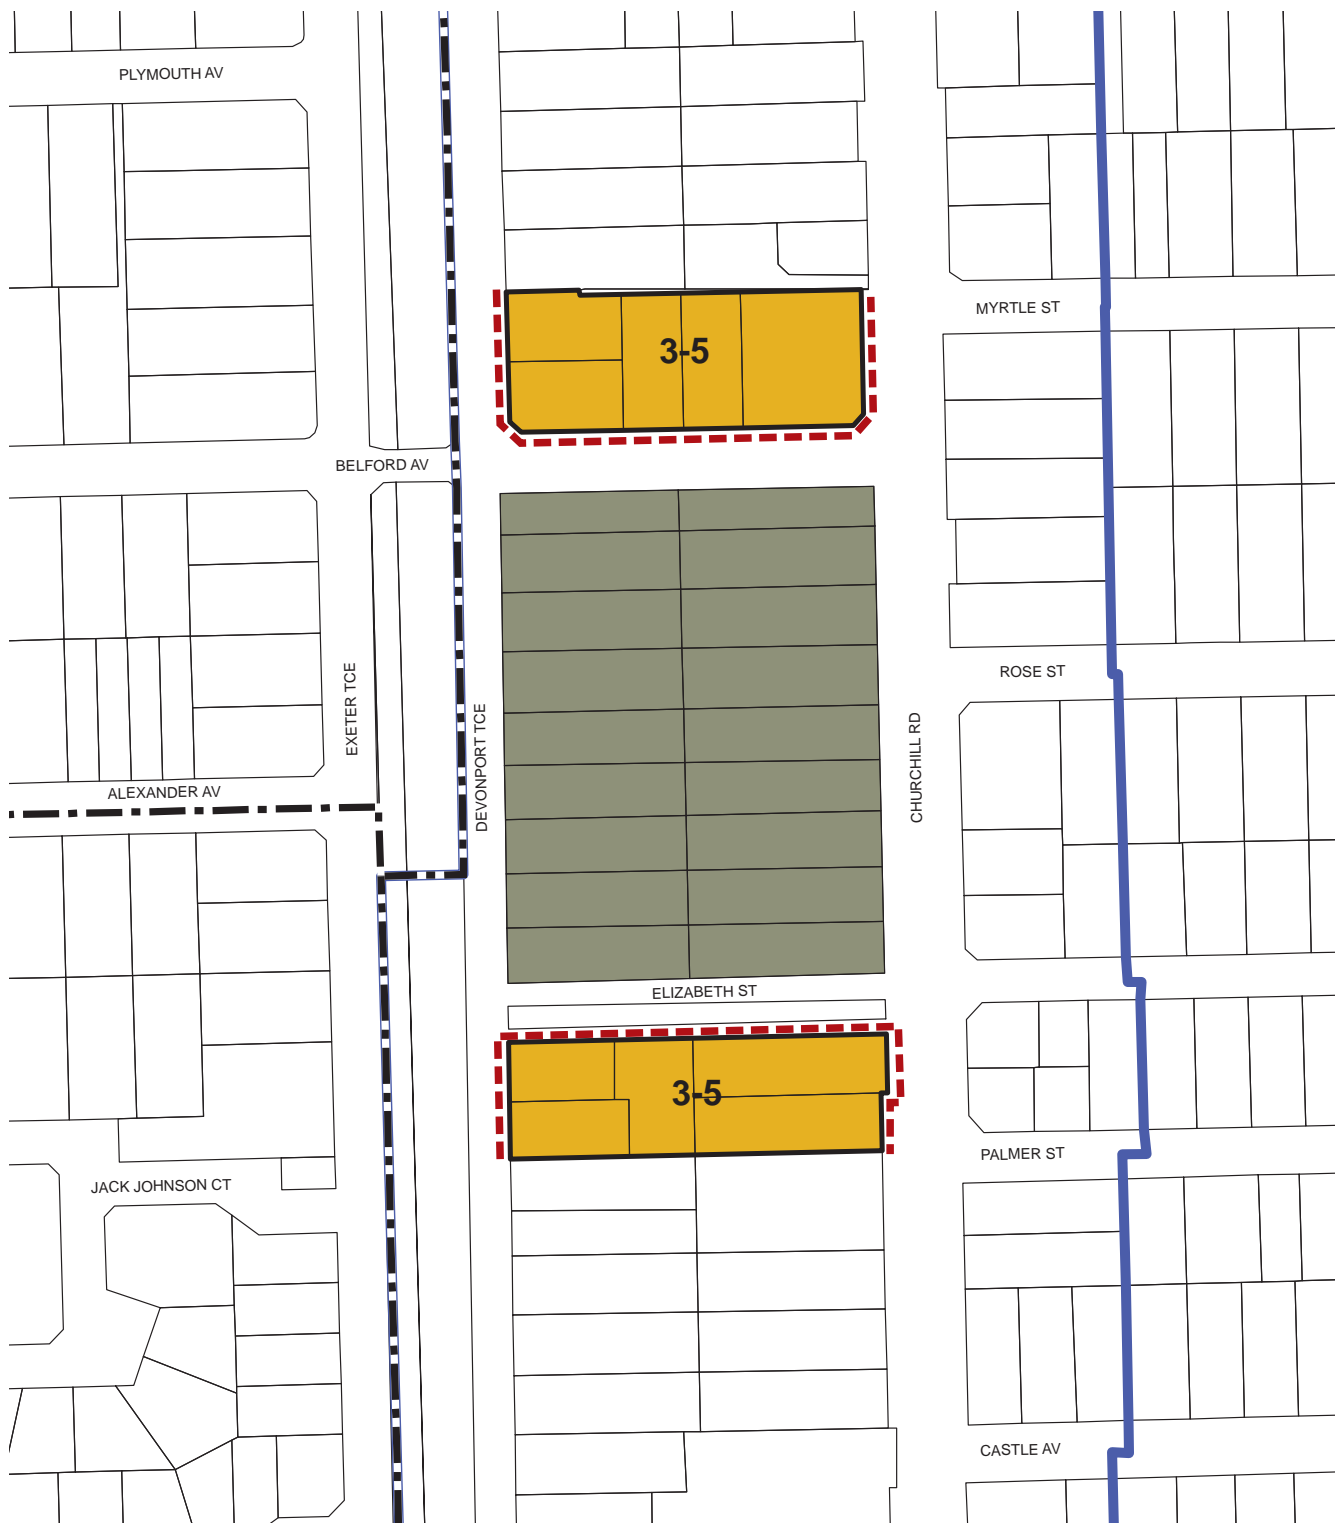 PLYMOUTH AV
MYRTLE ST
3-5
BELFORD AV
ROSE ST
EXETER TCE
DEVONPORT TCE
CHURCHILL RD
ALEXANDER AV
ELIZABETH ST
3-5
PALMER ST
JACK JOHNSON CT
CASTLE AV